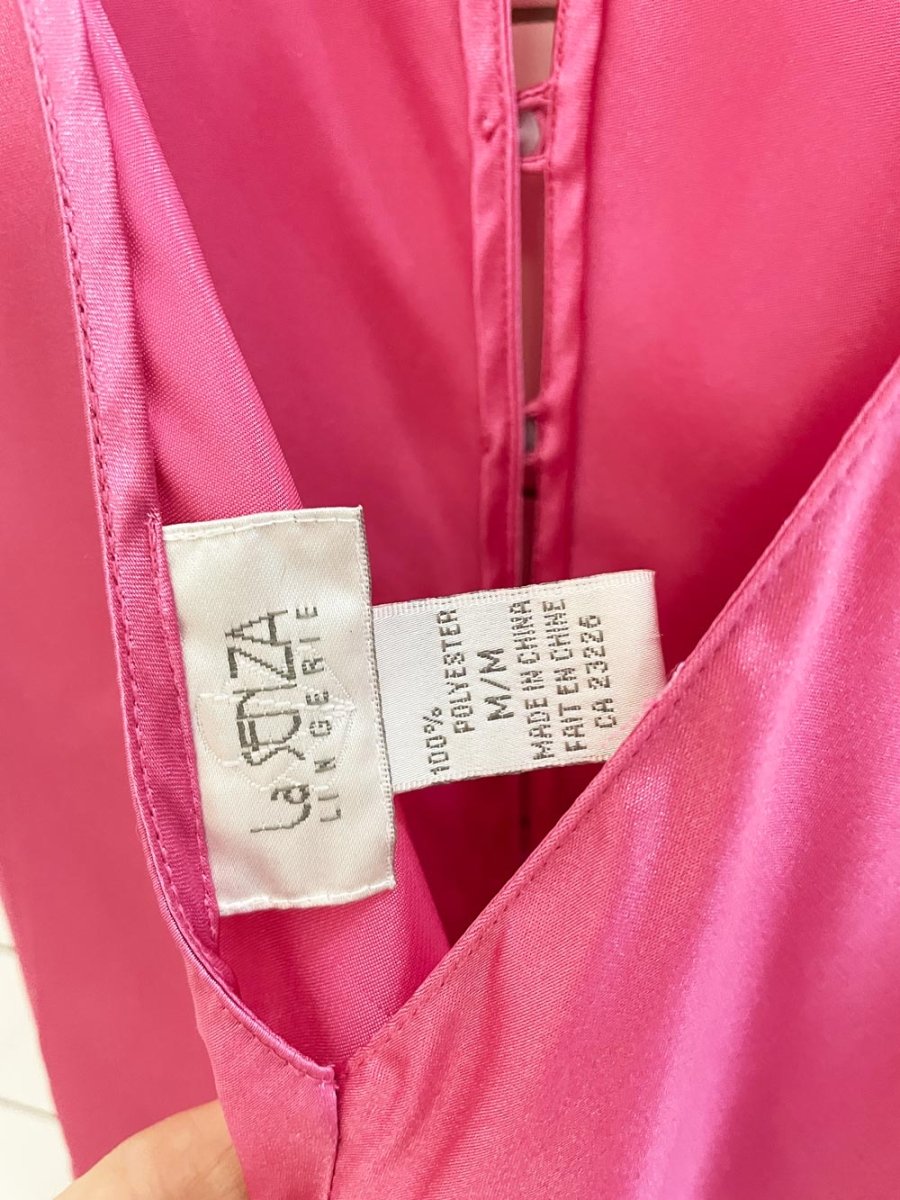 La SENZA
LINGERIE
100%
POLYESTER
M/M
MADE IN CHINA
FAIT EN CHINE
CA 23226